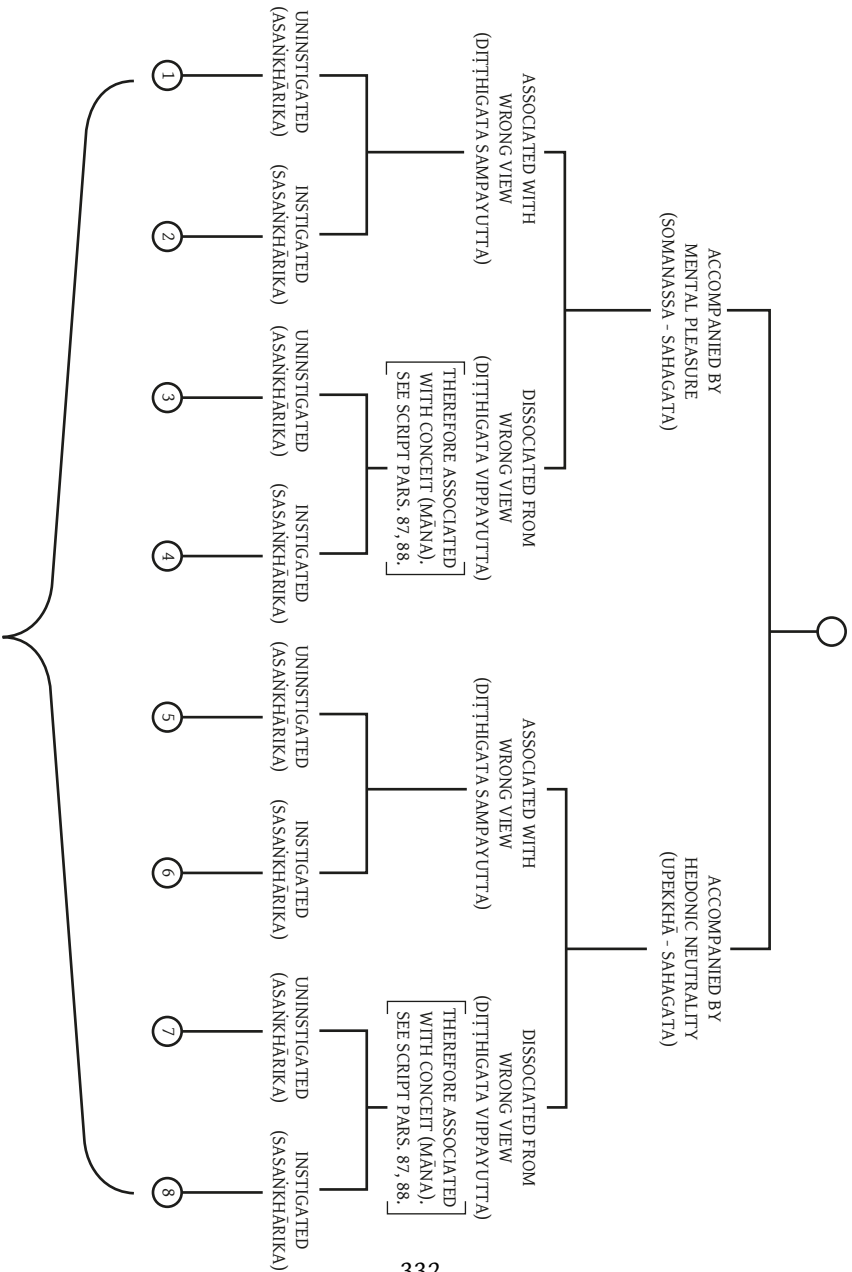 ACCOMPANIED BY
MENTAL PLEASURE
(SOMANASSA - SAHAGATA)
ACCOMPANIED BY
HEDONIC NEUTRALITY
(UPEKKHĀ - SAHAGATA)
ASSOCIATED WITH
WRONG VIEW
(DIṬṬHIGATA SAMPAYUTTA)
DISSOCIATED FROM
WRONG VIEW
(DIṬṬHIGATA VIPPAYUTTA)
THEREFORE ASSOCIATED
WITH CONCEIT (MĀNA).
SEE SCRIPT PARS. 87, 88.
ASSOCIATED WITH
WRONG VIEW
(DIṬṬHIGATA SAMPAYUTTA)
DISSOCIATED FROM
WRONG VIEW
(DIṬṬHIGATA VIPPAYUTTA)
THEREFORE ASSOCIATED
WITH CONCEIT (MĀNA).
SEE SCRIPT PARS. 87, 88.
UNINSTIGATED
(ASAṄKHĀRIKA)
INSTIGATED
(SASAṄKHĀRIKA)
UNINSTIGATED
(ASAṄKHĀRIKA)
INSTIGATED
(SASAṄKHĀRIKA)
UNINSTIGATED
(ASAṄKHĀRIKA)
INSTIGATED
(SASAṄKHĀRIKA)
UNINSTIGATED
(ASAṄKHĀRIKA)
INSTIGATED
(SASAṄKHĀRIKA)
1
2
3
4
5
6
7
8
332